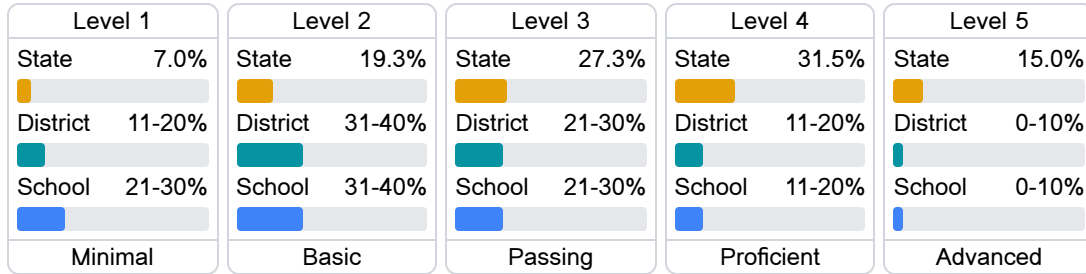 Level 1
State 7.0%
District 11-20%
School 21-30%
Minimal
Level 2
State 19.3%
District 31-40%
School 31-40%
Basic
Level 3
State 27.3%
District 21-30%
School 21-30%
Passing
Level 4
State 31.5%
District 11-20%
School 11-20%
Proficient
Level 5
State 15.0%
District 0-10%
School 0-10%
Advanced